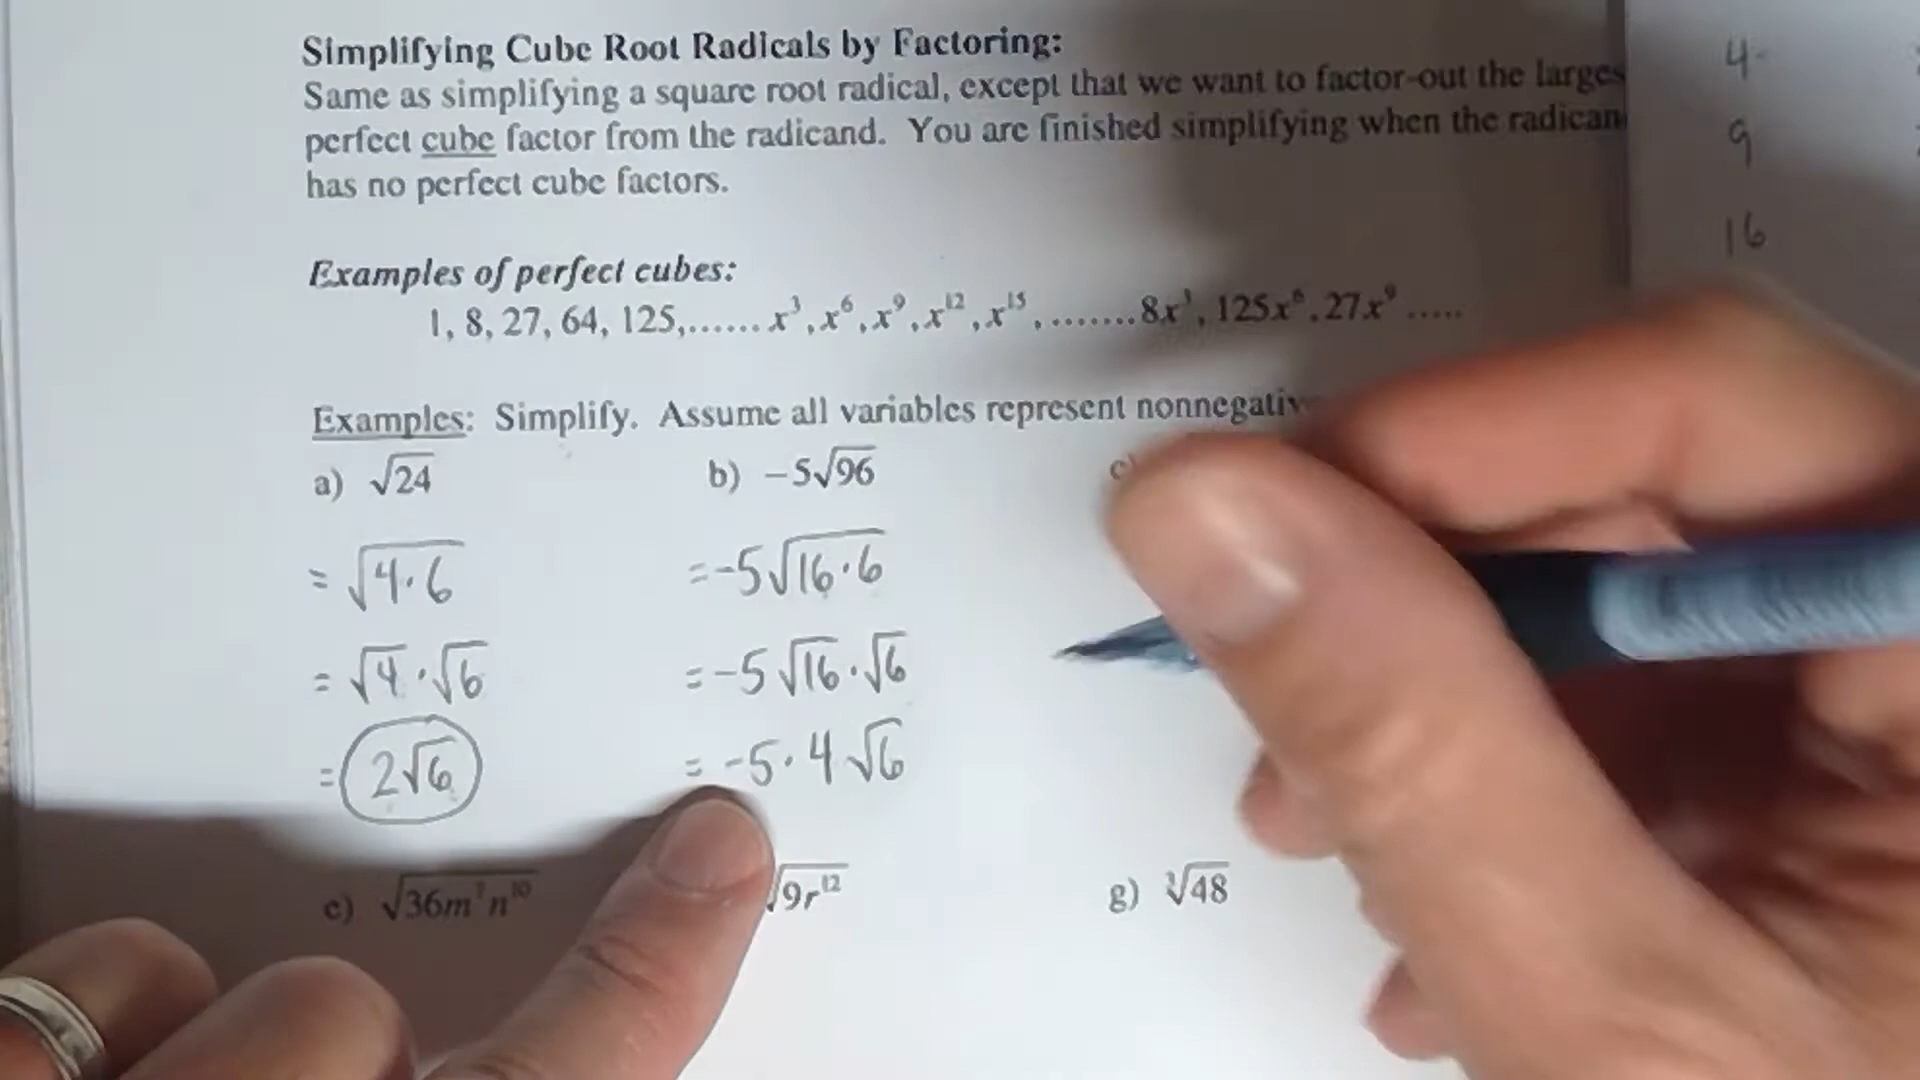 Simplifying Cube Root Radicals by Factoring:
Same as simplifying a square root radical, except that we want to factor-out the larges
perfect cube factor from the radicand. You are finished simplifying when the radican
has no perfect cube factors.
Examples of perfect cubes:
1, 8, 27, 64, 125,...... x³, x⁶, x⁹, x¹², x¹⁵, ........8x³, 125x⁶, 27x⁹ .....
Examples: Simplify. Assume all variables represent nonnegativ
a) √24 b) −5√96 c)
= √4·6 = -5√16·6
= √4 · √6 = -5 √16 · √6
= 2√6 = -5 · 4 √6
e) √36m⁷n¹⁰ √9r¹² g) ³√48
4
9
16